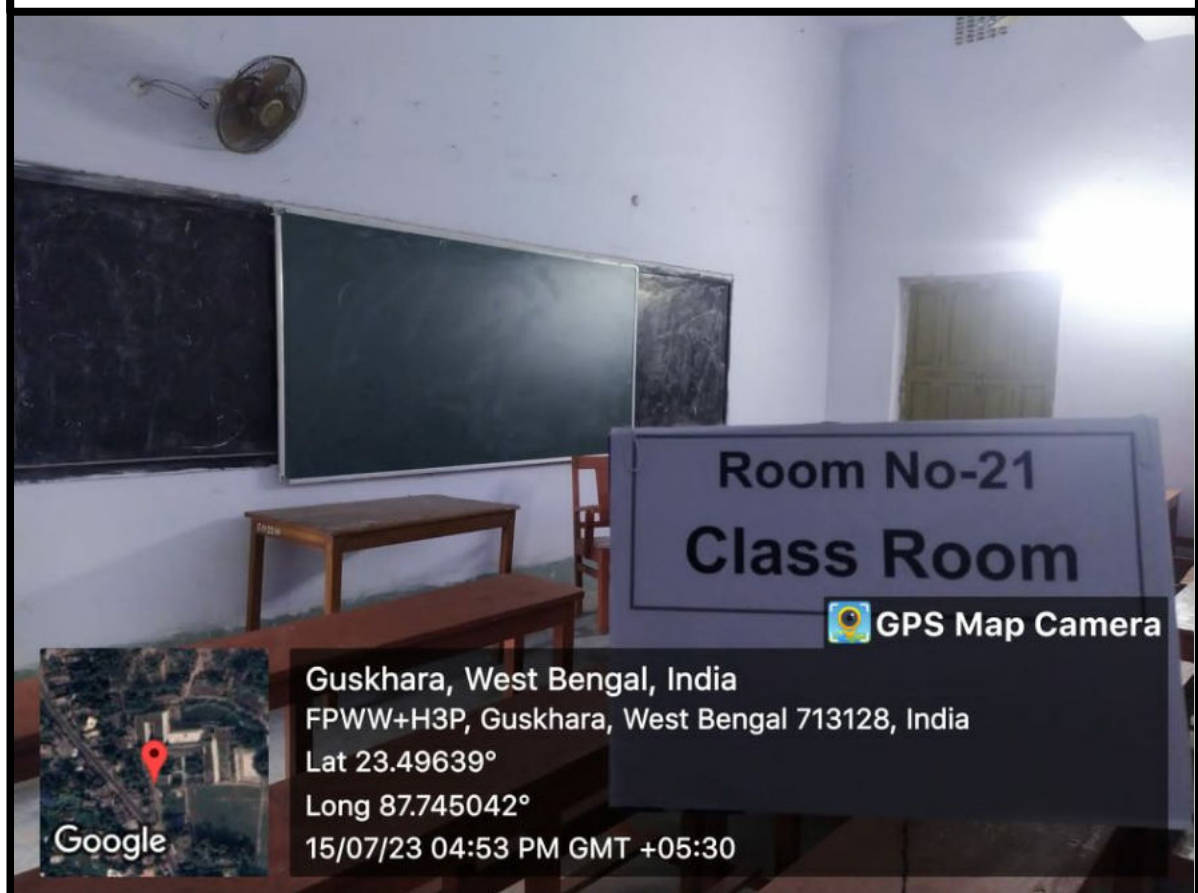 Room No-21
Class Room
GPS Map Camera
Guskhara, West Bengal, India
FPWW+H3P, Guskhara, West Bengal 713128, India
Lat 23.49639°
Long 87.745042°
15/07/23 04:53 PM GMT +05:30
Google